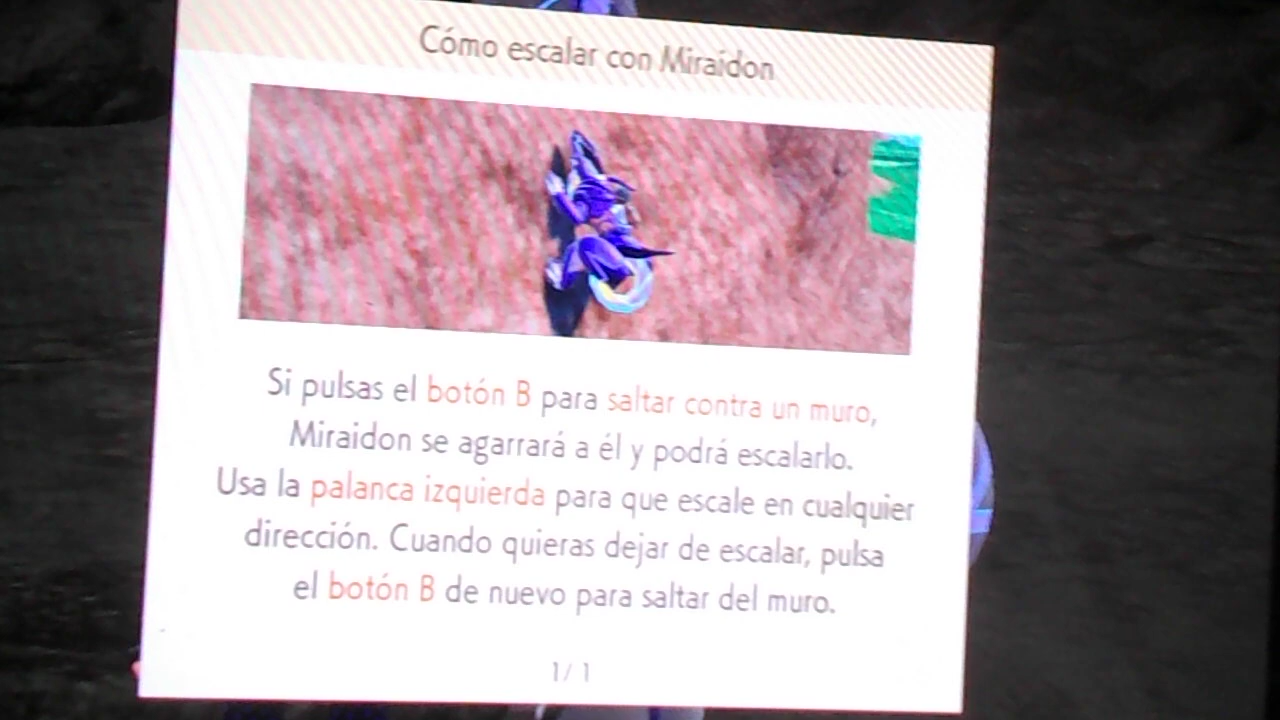 Cómo escalar con Miraidon
Si pulsas el botón B para saltar contra un muro,
Miraidon se agarrará a él y podrá escalarlo.
Usa la palanca izquierda para que escale en cualquier
dirección. Cuando quieras dejar de escalar, pulsa
el botón B de nuevo para saltar del muro.
1/1